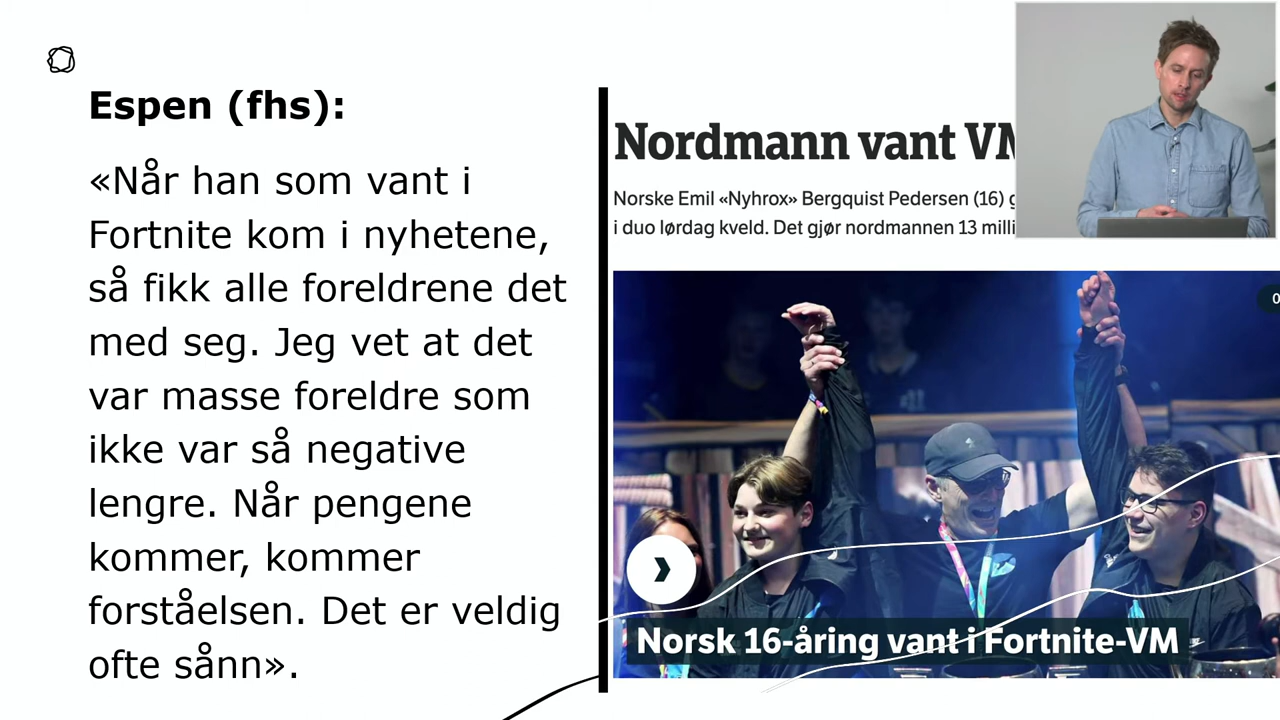 Espen (fhs):
«Når han som vant i
Fortnite kom i nyhetene,
så fikk alle foreldrene det
med seg. Jeg vet at det
var masse foreldre som
ikke var så negative
lengre. Når pengene
kommer, kommer
forståelsen. Det er veldig
ofte sånn».
Nordmann vant VM
Norske Emil «Nyhrox» Bergquist Pedersen (16) g
i duo lørdag kveld. Det gjør nordmannen 13 milli
0
Norsk 16-åring vant i Fortnite-VM